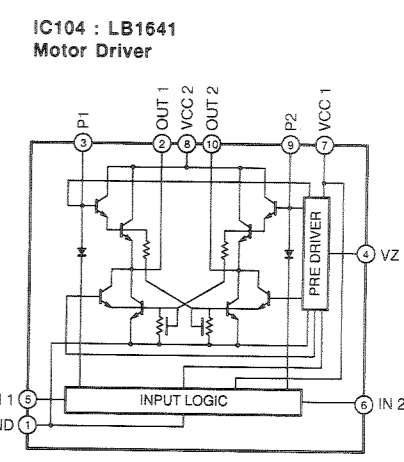 IC104 : LB1641
Motor Driver
P1
OUT 1
VCC 2
OUT 2
P2
VCC 1
3
2
8
10
9
7
PRE DRIVER
4
VZ
1
5
INPUT LOGIC
6
IN 2
1